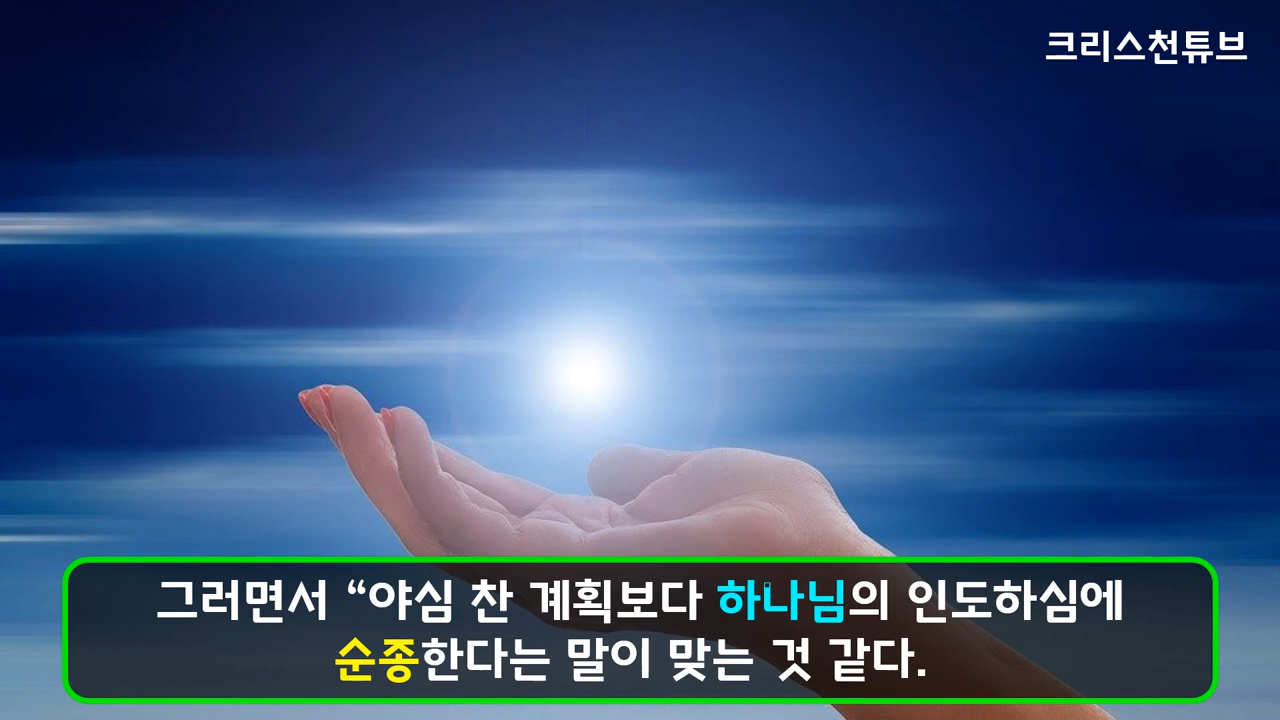 크리스천튜브
그러면서 “야심 찬 계획보다 하나님의 인도하심에
순종한다는 말이 맞는 것 같다.